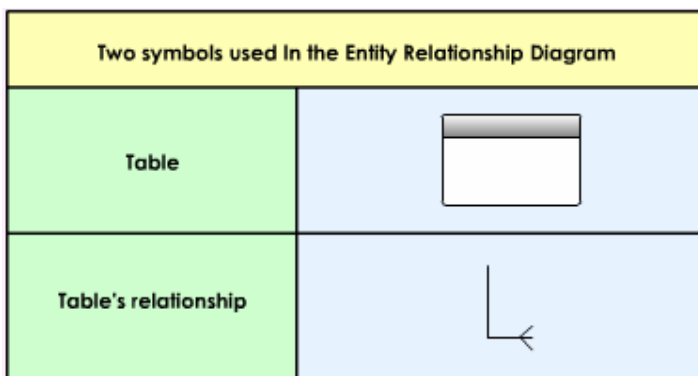 Two symbols used In the Entity Relationship Diagram
Table
Table's relationship